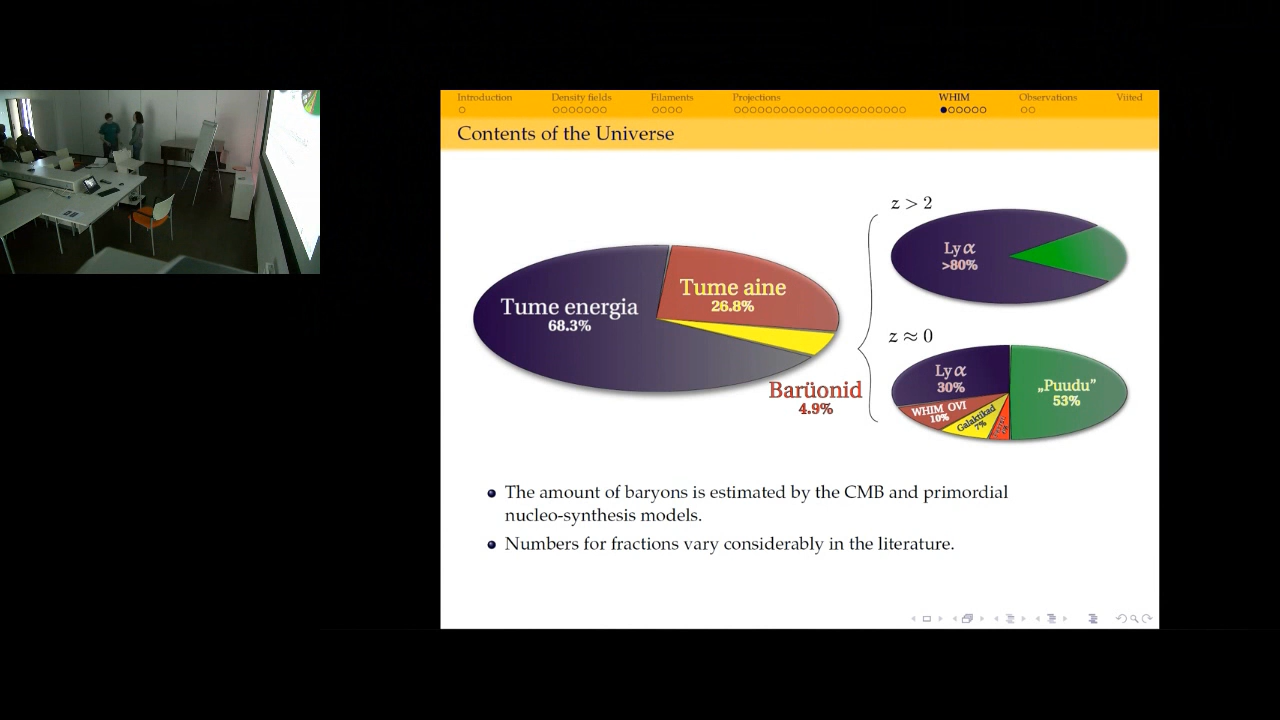 Introduction Density fields Filaments Projections WHIM Observations Viited
Contents of the Universe
z > 2
Ly α
>80%
Tume energia
68.3%
Tume aine
26.8%
Barüonid
4.9%
z ≈ 0
Ly α
30%
„Puudu”
53%
WHIM OVI
10%
Galaktikad
7%
The amount of baryons is estimated by the CMB and primordial
nucleo-synthesis models.
Numbers for fractions vary considerably in the literature.